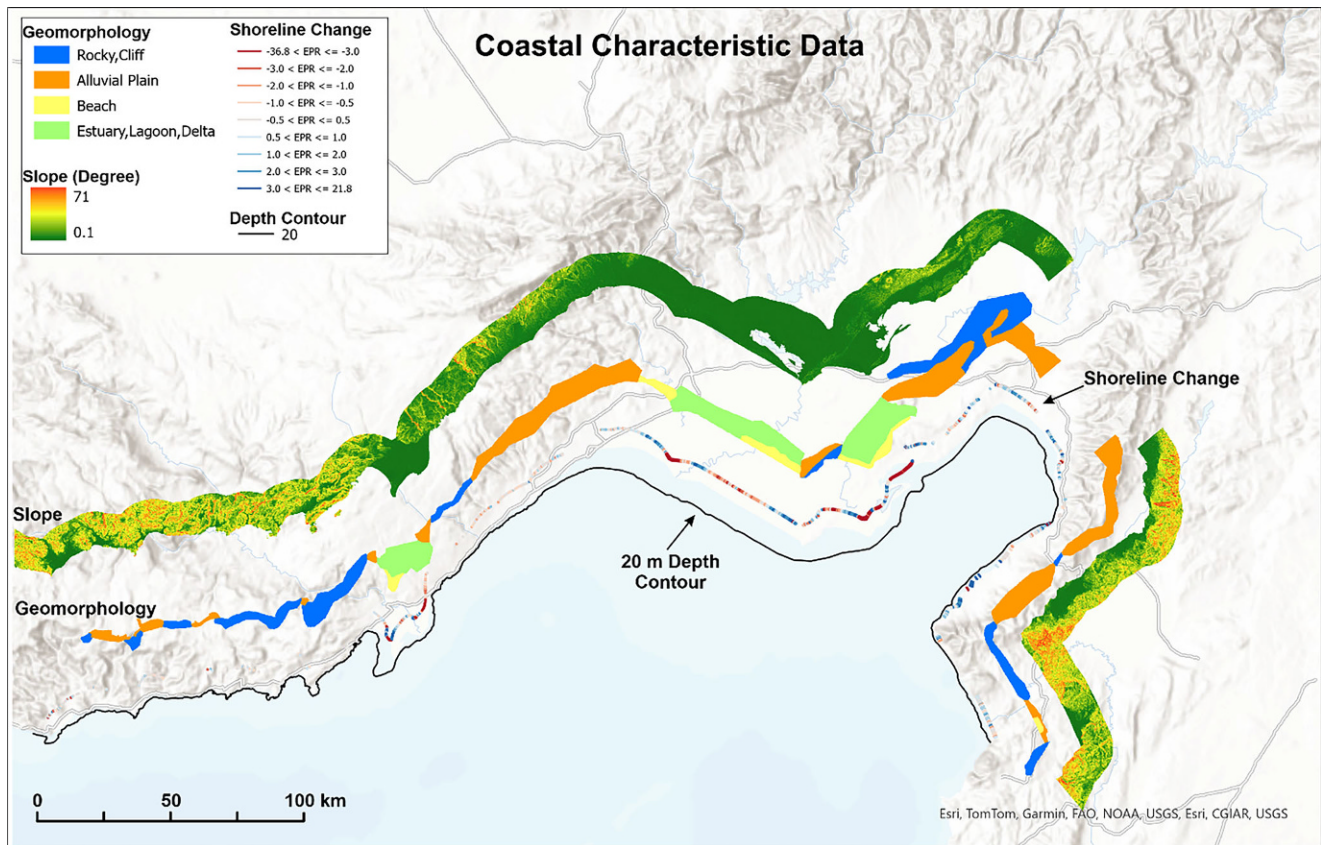 Coastal Characteristic Data
Geomorphology
Rocky,Cliff
Alluvial Plain
Beach
Estuary,Lagoon,Delta
Slope (Degree)
71
0.1
Shoreline Change
-36.8 < EPR <= -3.0
-3.0 < EPR <= -2.0
-2.0 < EPR <= -1.0
-1.0 < EPR <= -0.5
-0.5 < EPR <= 0.5
0.5 < EPR <= 1.0
1.0 < EPR <= 2.0
2.0 < EPR <= 3.0
3.0 < EPR <= 21.8
Depth Contour
20
Shoreline Change
Slope
20 m Depth
Contour
Geomorphology
0 50 100 km
Esri, TomTom, Garmin, FAO, NOAA, USGS, Esri, CGIAR, USGS